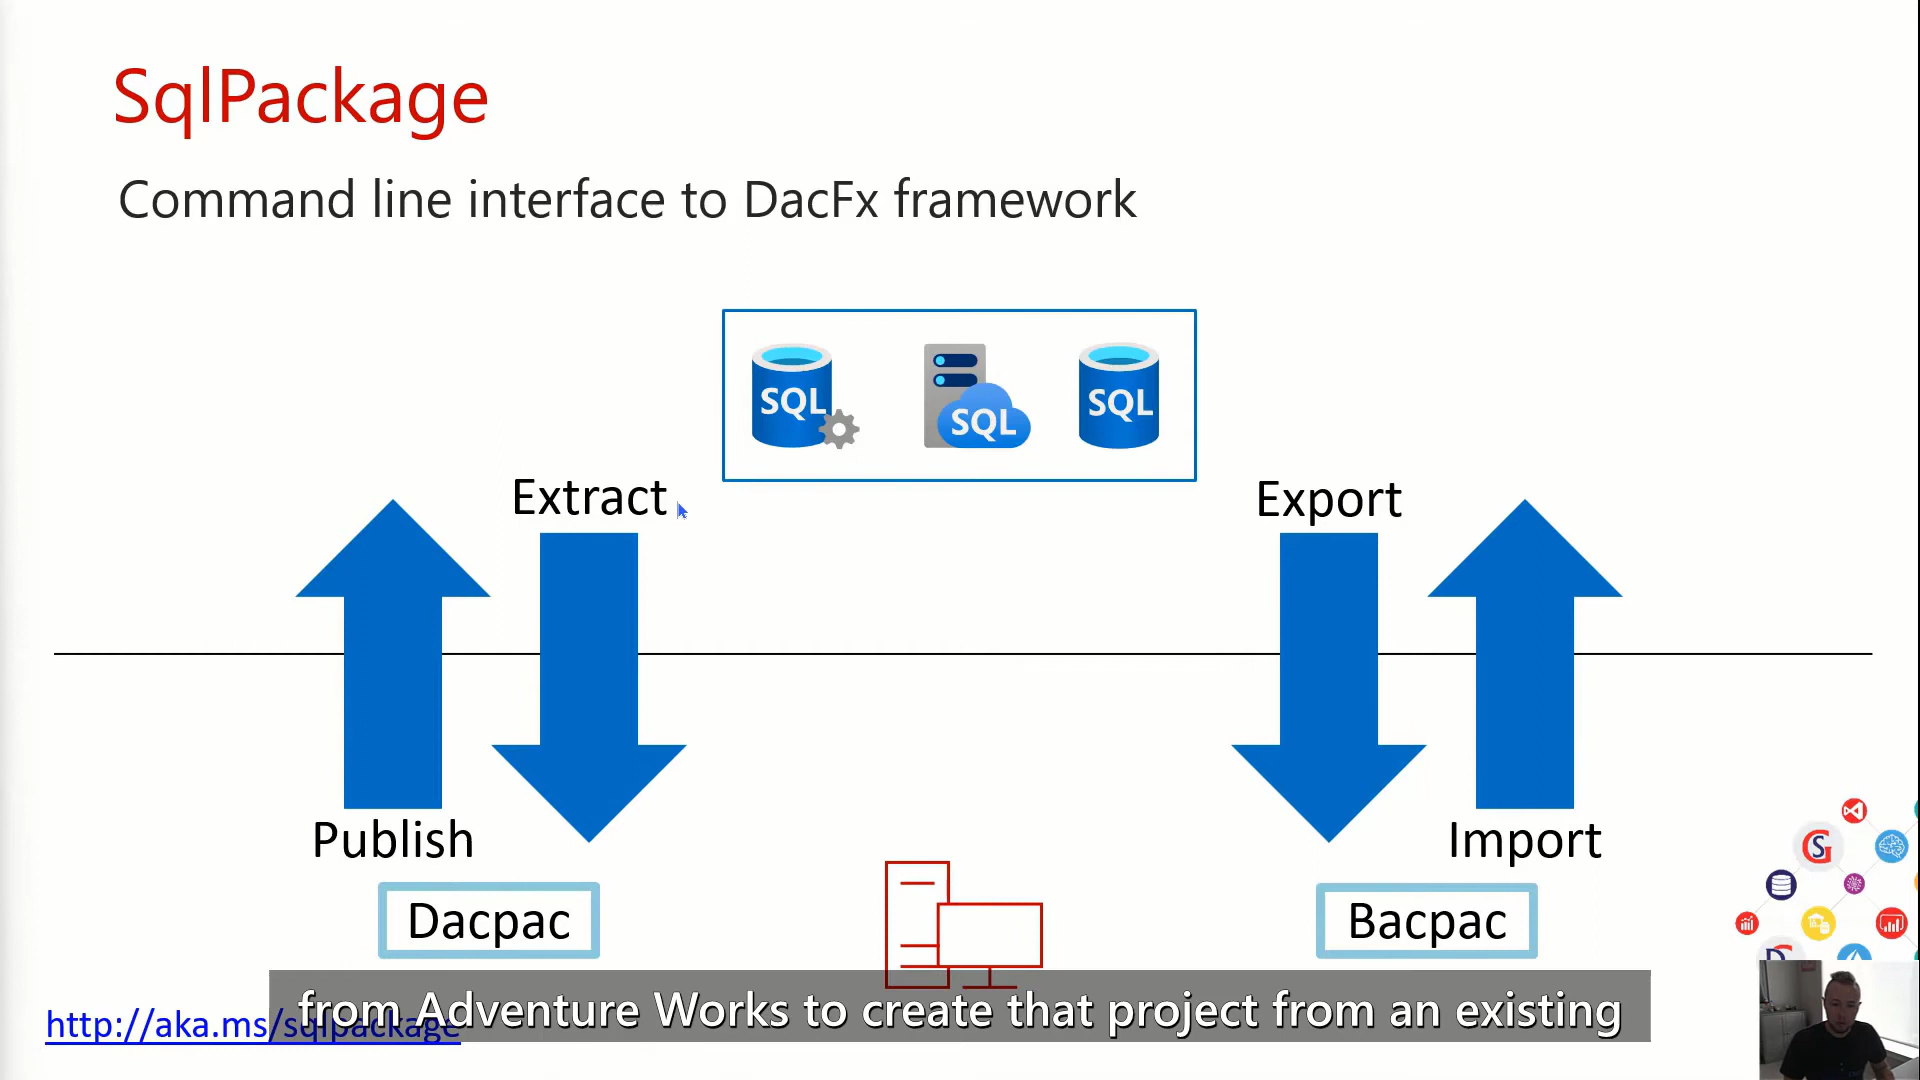 SqlPackage
Command line interface to DacFx framework
SQL
SQL
SQL
Extract
Export
Publish
Import
Dacpac
Bacpac
from Adventure Works to create that project from an existing
http://aka.ms/sqlpackage